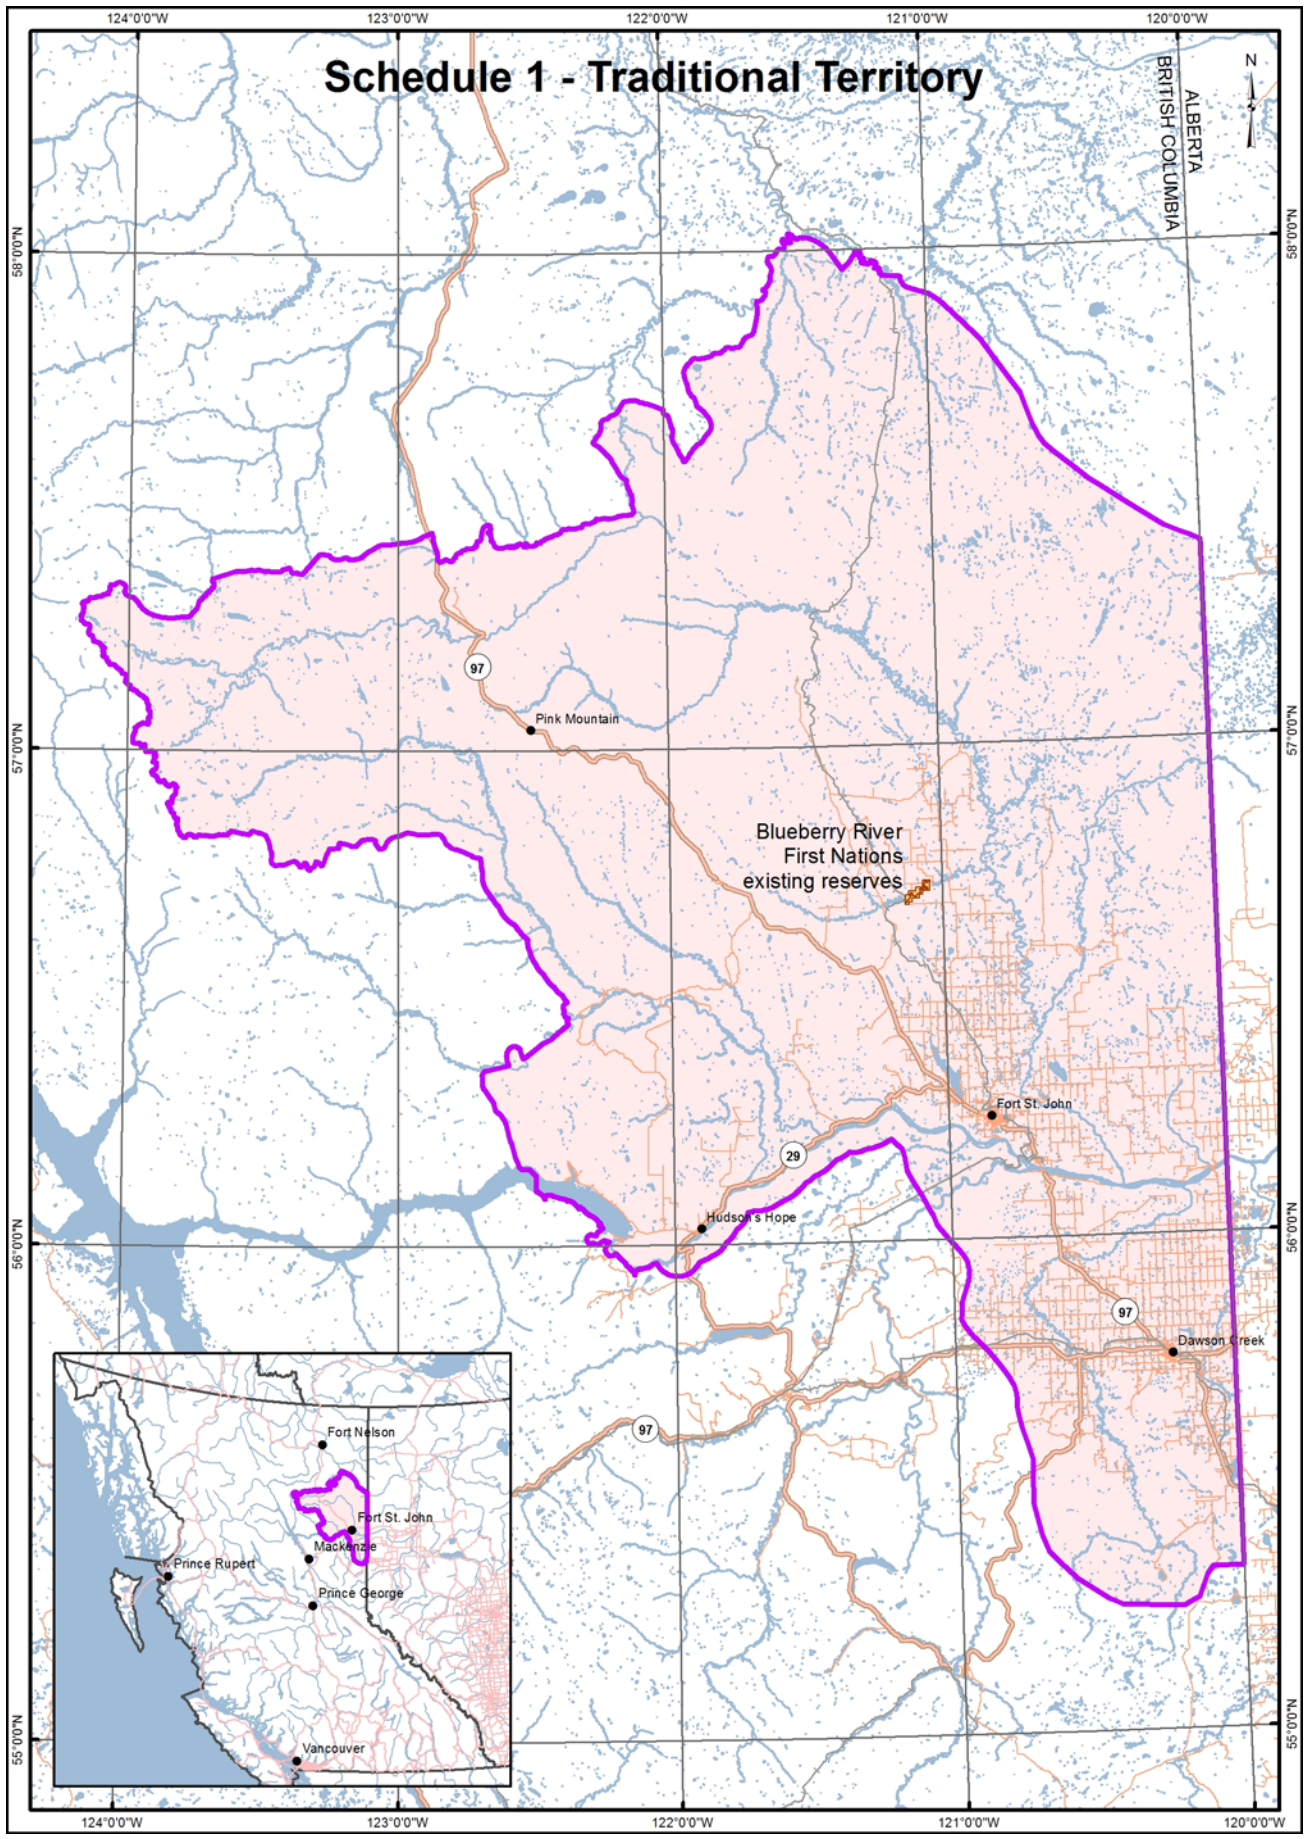 124°0'0"W 123°0'0"W 122°0'0"W 121°0'0"W 120°0'0"W
Schedule 1 - Traditional Territory
N
ALBERTA
BRITISH COLUMBIA
58°0'0"N
58°0'0"N
97
Pink Mountain
57°0'0"N
57°0'0"N
Blueberry River
First Nations
existing reserves
Fort St. John
29
Hudson's Hope
56°0'0"N
56°0'0"N
97
Dawson Creek
97
Fort Nelson
Fort St. John
Mackenzie
Prince Rupert
Prince George
Vancouver
55°0'0"N
55°0'0"N
124°0'0"W 123°0'0"W 122°0'0"W 121°0'0"W 120°0'0"W